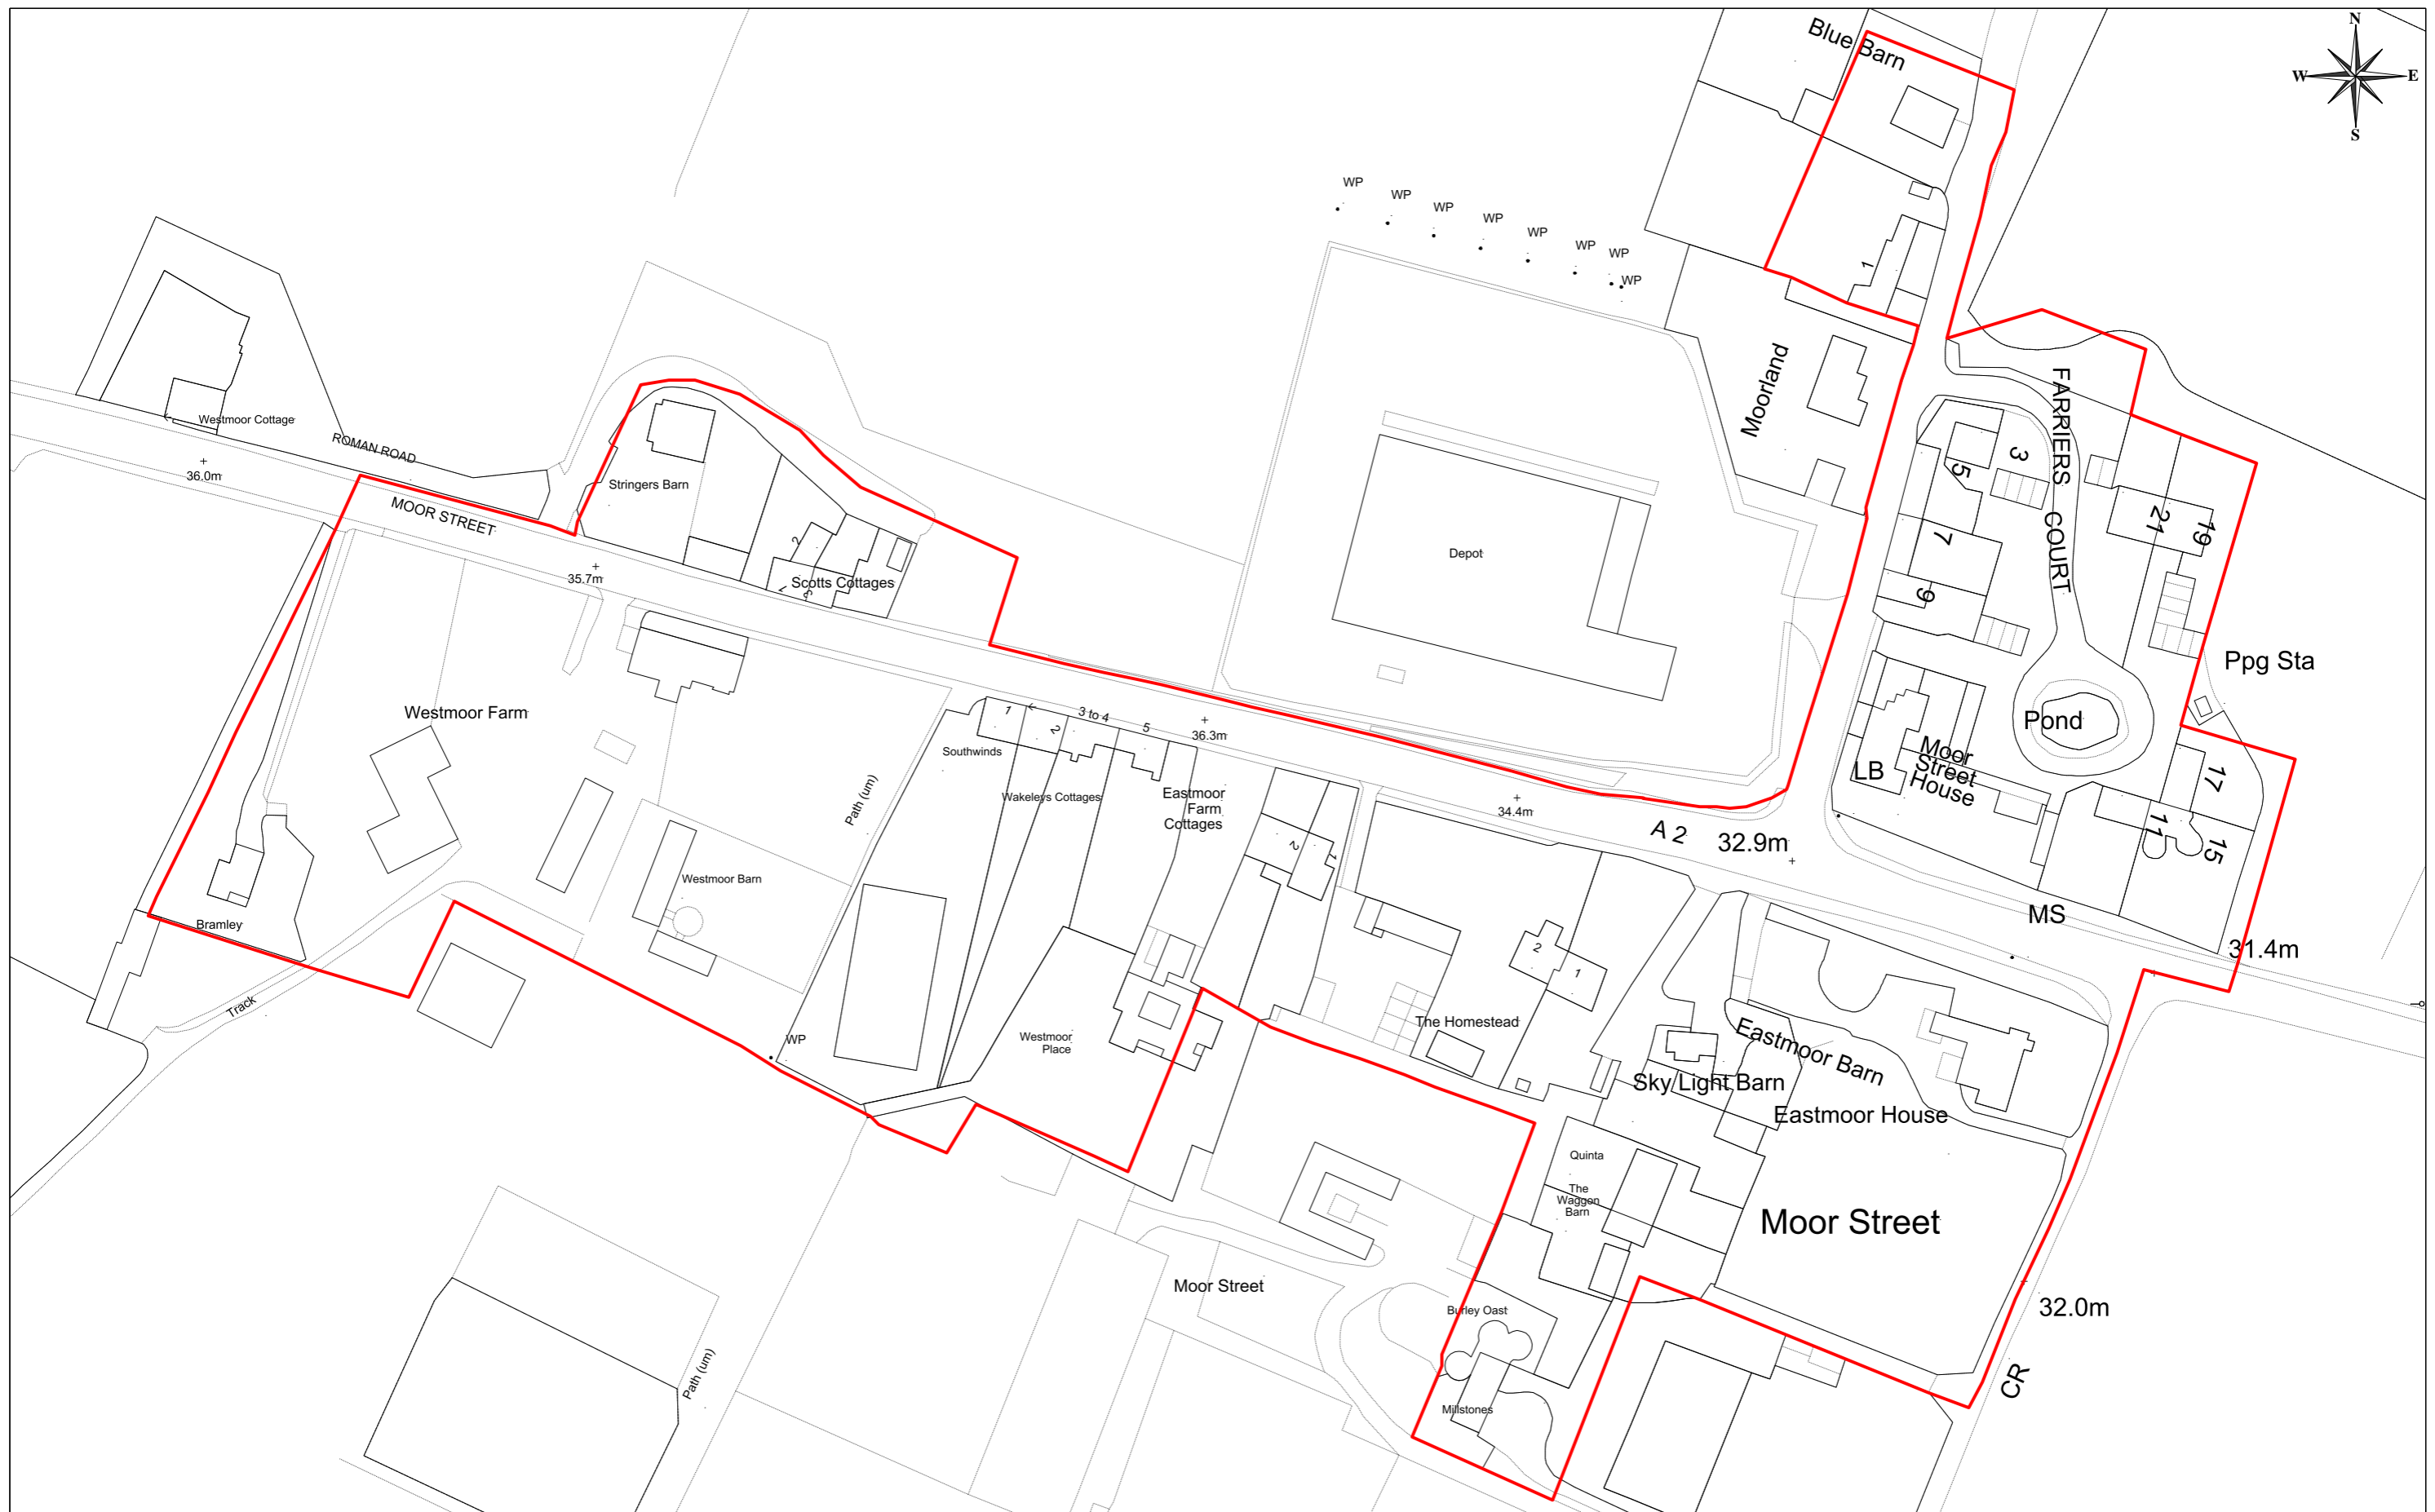 Blue Barn
N
W
E
S
WP
WP
WP
WP
WP
WP
WP
WP
1
Moorland
FARRIERS COURT
3
5
7
9
21
19
Westmoor Cottage
ROMAN ROAD
36.0m
MOOR STREET
Stringers Barn
35.7m
2
1
3
Scotts Cottages
Depot
Ppg Sta
Pond
Westmoor Farm
1
2
3 to 4
5
36.3m
Southwinds
Path (um)
Wakeleys Cottages
Eastmoor
Farm
Cottages
2
1
34.4m
A 2
32.9m
LB
Moor
Street
House
17
11
15
MS
31.4m
Westmoor Barn
Bramley
Track
WP
Westmoor
Place
2
1
The Homestead
Sky Light Barn
Eastmoor Barn
Eastmoor House
Quinta
The
Waggon
Barn
Moor Street
Moor Street
Burley Oast
32.0m
Millstones
CR
Path (um)